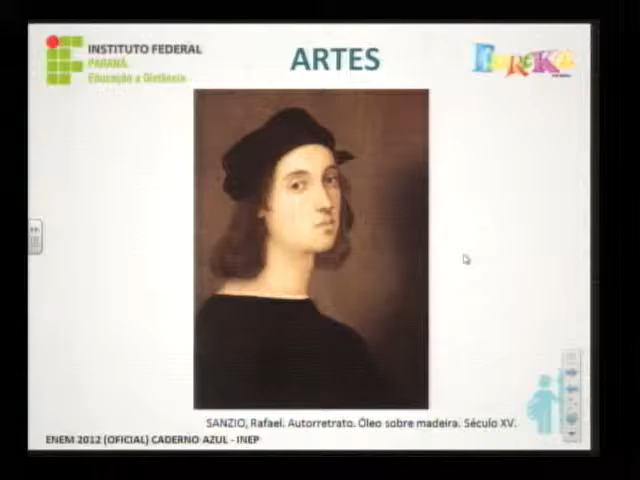 INSTITUTO FEDERAL
PARANÁ
Educação a Distância
ARTES
EUREKA
SANZIO, Rafael. Autorretrato. Óleo sobre madeira. Século XV.
ENEM 2012 (OFICIAL) CADERNO AZUL - INEP